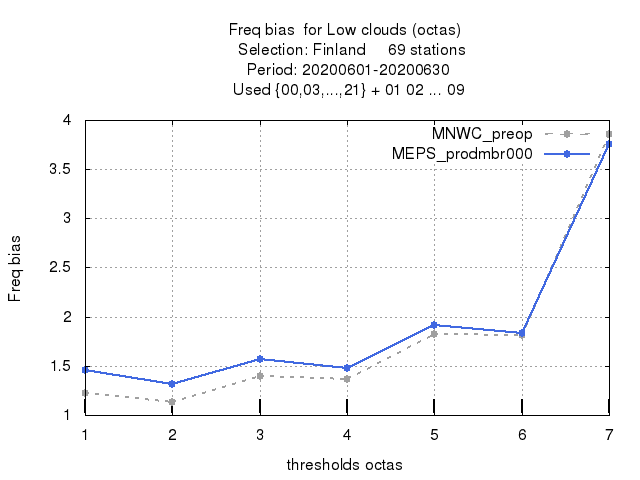 Freq bias  for Low clouds (octas)
Selection: Finland     69 stations
Period: 20200601-20200630
Used {00,03,...,21} + 01 02 ... 09
MNWC_preop
MEPS_prodmbr000
4
3.5
3
2.5
2
1.5
1
Freq bias
1 2 3 4 5 6 7
thresholds octas